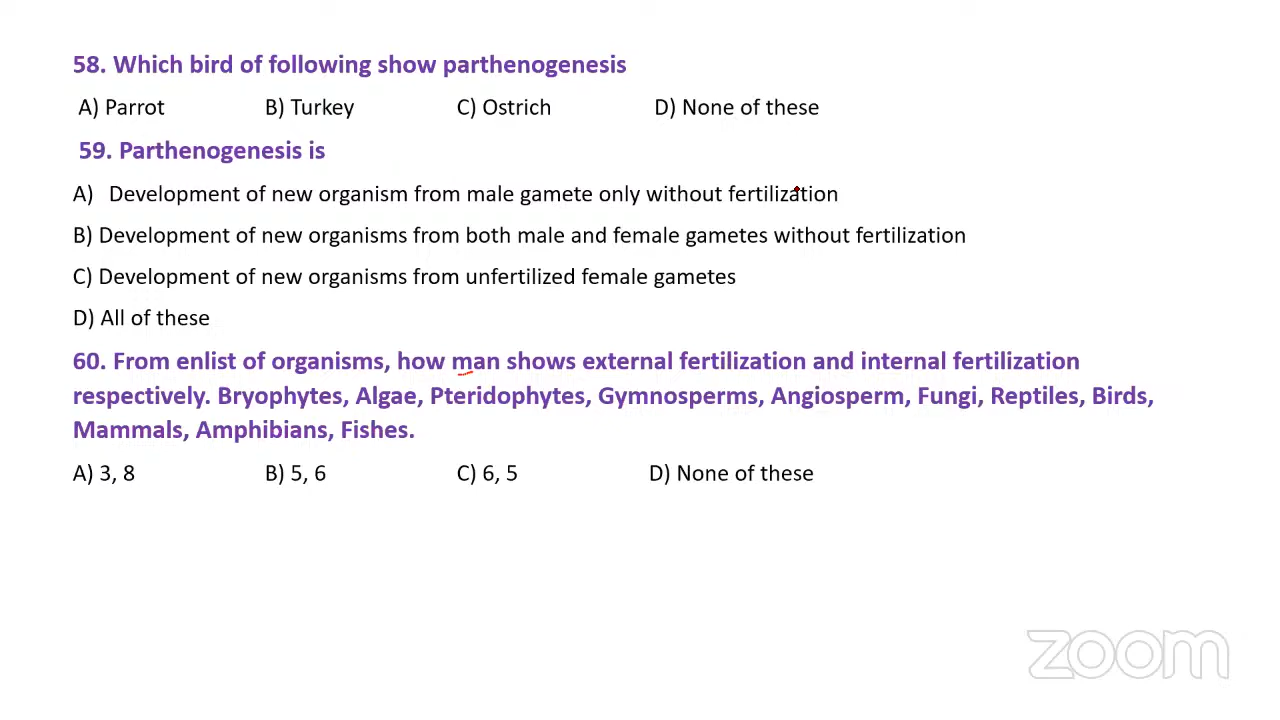 58. Which bird of following show parthenogenesis
A) Parrot B) Turkey C) Ostrich D) None of these
59. Parthenogenesis is
A) Development of new organism from male gamete only without fertilization
B) Development of new organisms from both male and female gametes without fertilization
C) Development of new organisms from unfertilized female gametes
D) All of these
60. From enlist of organisms, how man shows external fertilization and internal fertilization
respectively. Bryophytes, Algae, Pteridophytes, Gymnosperms, Angiosperm, Fungi, Reptiles, Birds,
Mammals, Amphibians, Fishes.
A) 3, 8 B) 5, 6 C) 6, 5 D) None of these
zoom